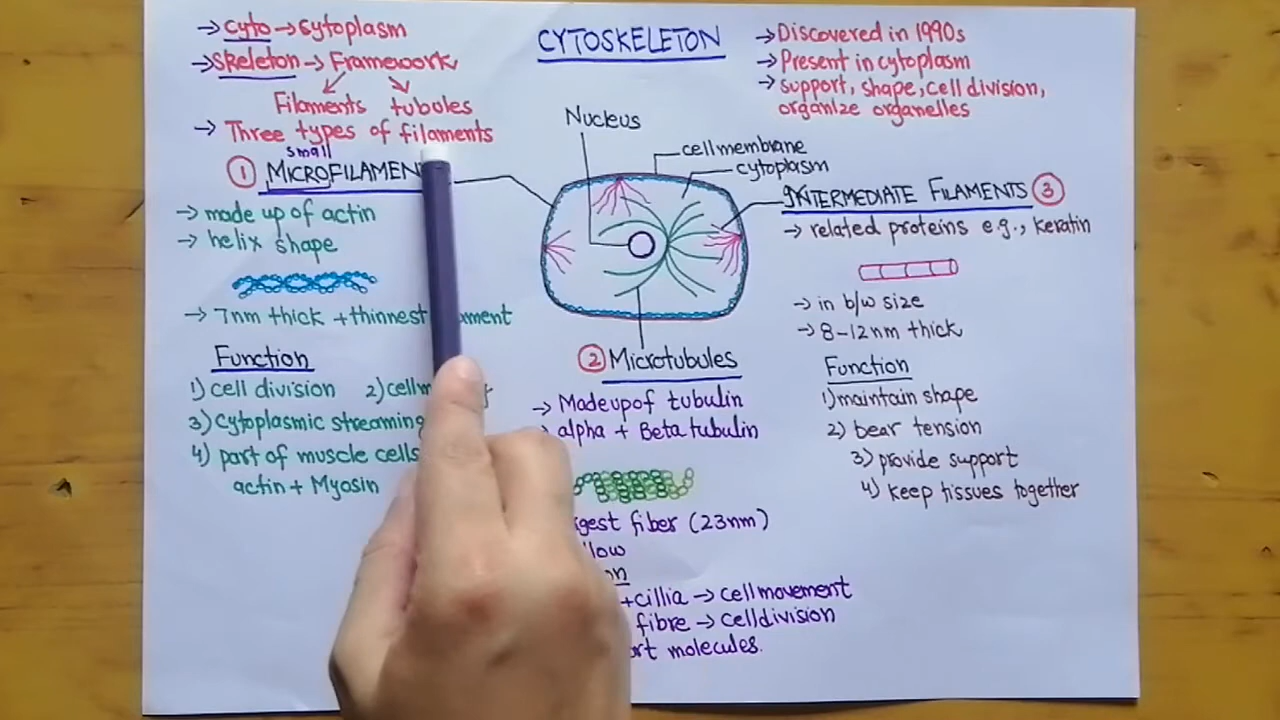 CYTOSKELETON
→ cyto → cytoplasm
→ skeleton → Framework
Filaments tuboles
→ Three types of filaments
→ Discovered in 1990s
→ Present in cytoplasm
→ support, shape, cell division,
organize organelles
Nucleus
cell membrane
cytoplasm
small
① MICROFILAMEN
→ made up of actin
→ helix shape
→ 7nm thick + thinnest
Function
1) cell division 2) cell
3) cytoplasmic streaming
4) part of muscle cells
actin + Myosin
② Microtubules
→ Made up of tubulin
alpha + Beta tubulin
fiber (23nm)
+ cillia → cell movement
fibre → cell division
molecules.
INTERMEDIATE FILAMENTS ③
→ related proteins e.g., keratin
→ in b/w size
→ 8-12nm thick
Function
1) maintain shape
2) bear tension
3) provide support
4) keep tissues together